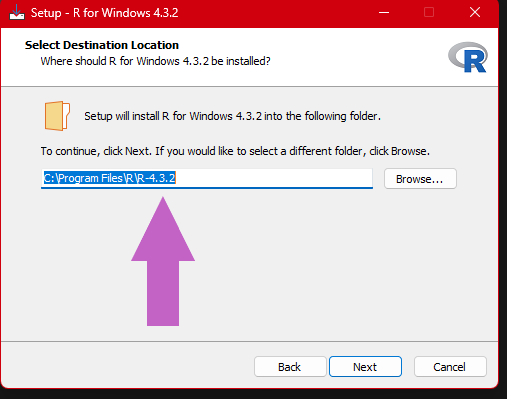 Setup - R for Windows 4.3.2
Select Destination Location
Where should R for Windows 4.3.2 be installed?
R
Setup will install R for Windows 4.3.2 into the following folder.
To continue, click Next. If you would like to select a different folder, click Browse.
C:\Program Files\R\R-4.3.2
Browse...
Back
Next
Cancel